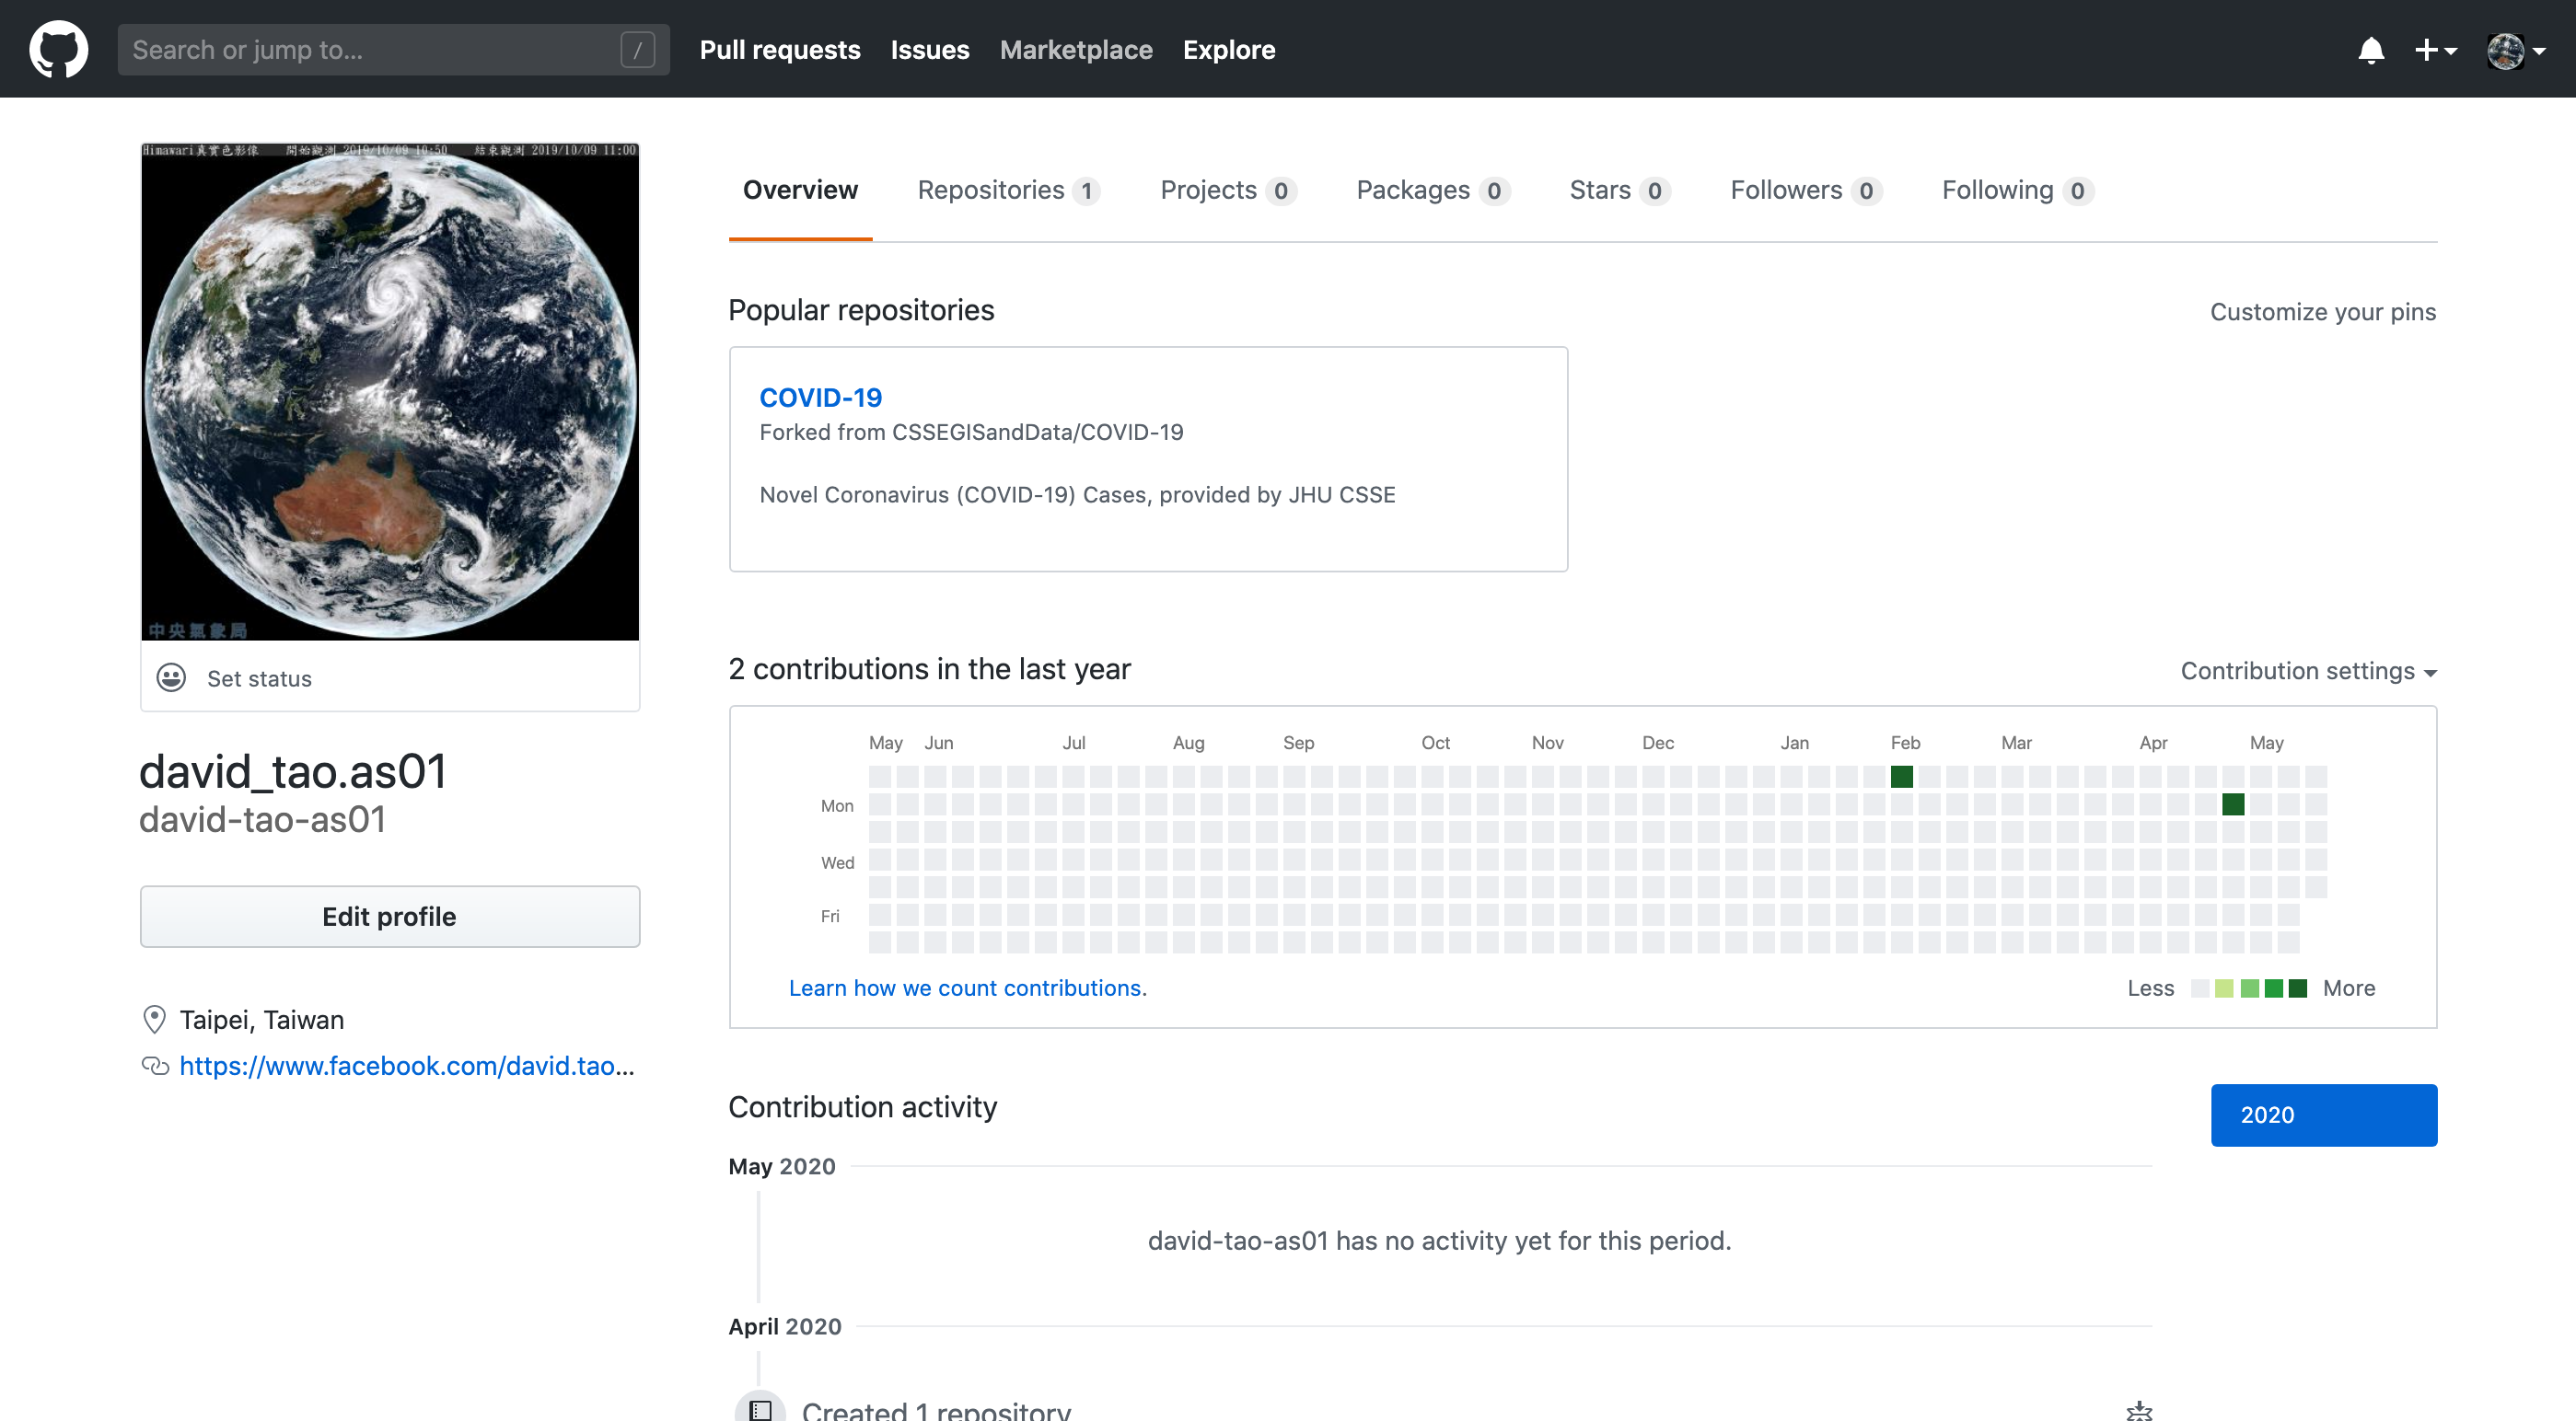 Search or jump to...
/
Pull requests
Issues
Marketplace
Explore
Himawari真實色影像 開始觀測 2019/10/09 10:50 結束觀測 2019/10/09 11:00
中央氣象局
Set status
david_tao.as01
david-tao-as01
Edit profile
Taipei, Taiwan
https://www.facebook.com/david.tao...
Overview
Repositories 1
Projects 0
Packages 0
Stars 0
Followers 0
Following 0
Popular repositories
Customize your pins
COVID-19
Forked from CSSEGISandData/COVID-19
Novel Coronavirus (COVID-19) Cases, provided by JHU CSSE
2 contributions in the last year
Contribution settings
May Jun Jul Aug Sep Oct Nov Dec Jan Feb Mar Apr May
Mon
Wed
Fri
Learn how we count contributions.
Less
More
Contribution activity
2020
May 2020
david-tao-as01 has no activity yet for this period.
April 2020
Created 1 repository